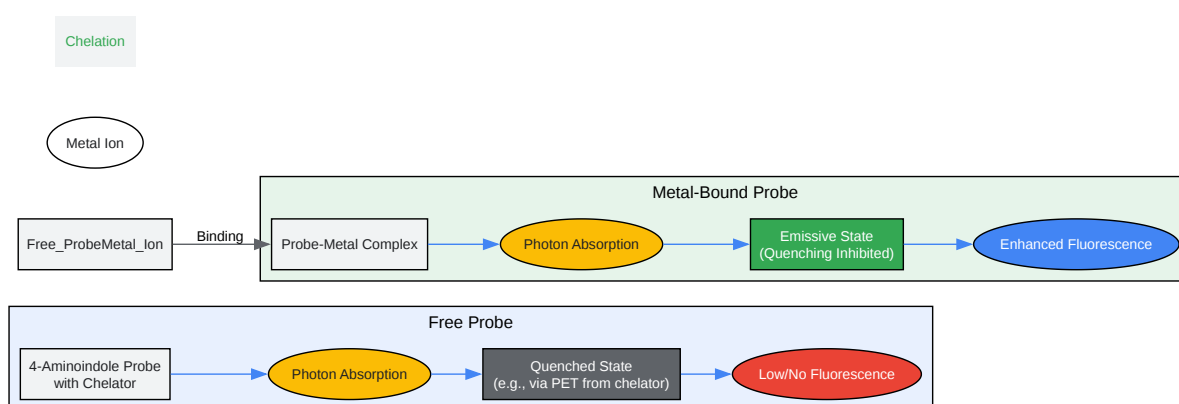 Chelation
Metal Ion
Metal-Bound Probe
Free_ProbeMetal_Ion
Binding
Probe-Metal Complex
Photon Absorption
Emissive State
(Quenching Inhibited)
Enhanced Fluorescence
Free Probe
4-Aminoindole Probe
with Chelator
Photon Absorption
Quenched State
(e.g., via PET from chelator)
Low/No Fluorescence